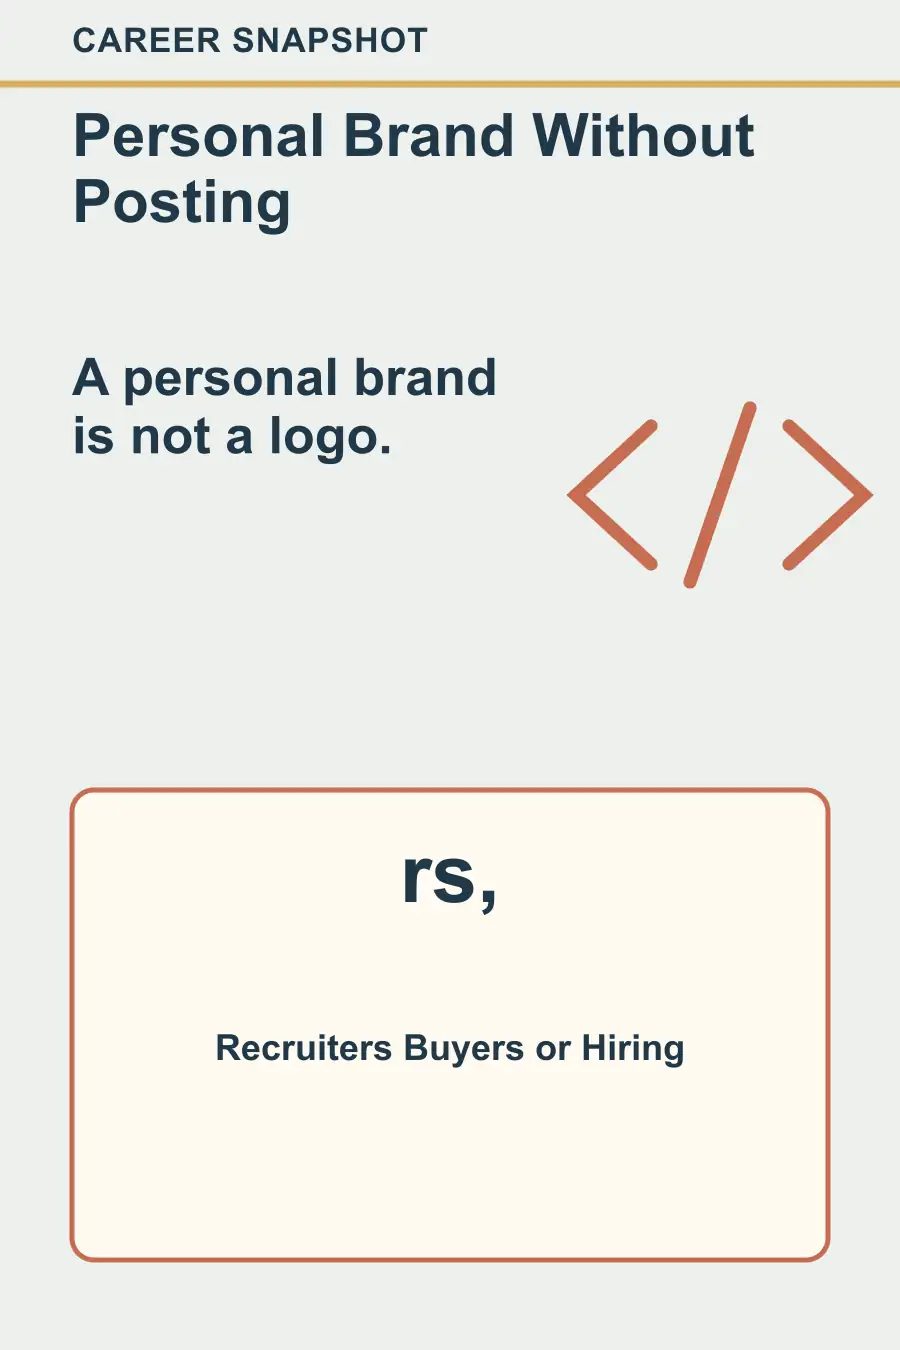 CAREER SNAPSHOT
Personal Brand Without
Posting
A personal brand
is not a logo.
</>
rs,
Recruiters Buyers or Hiring